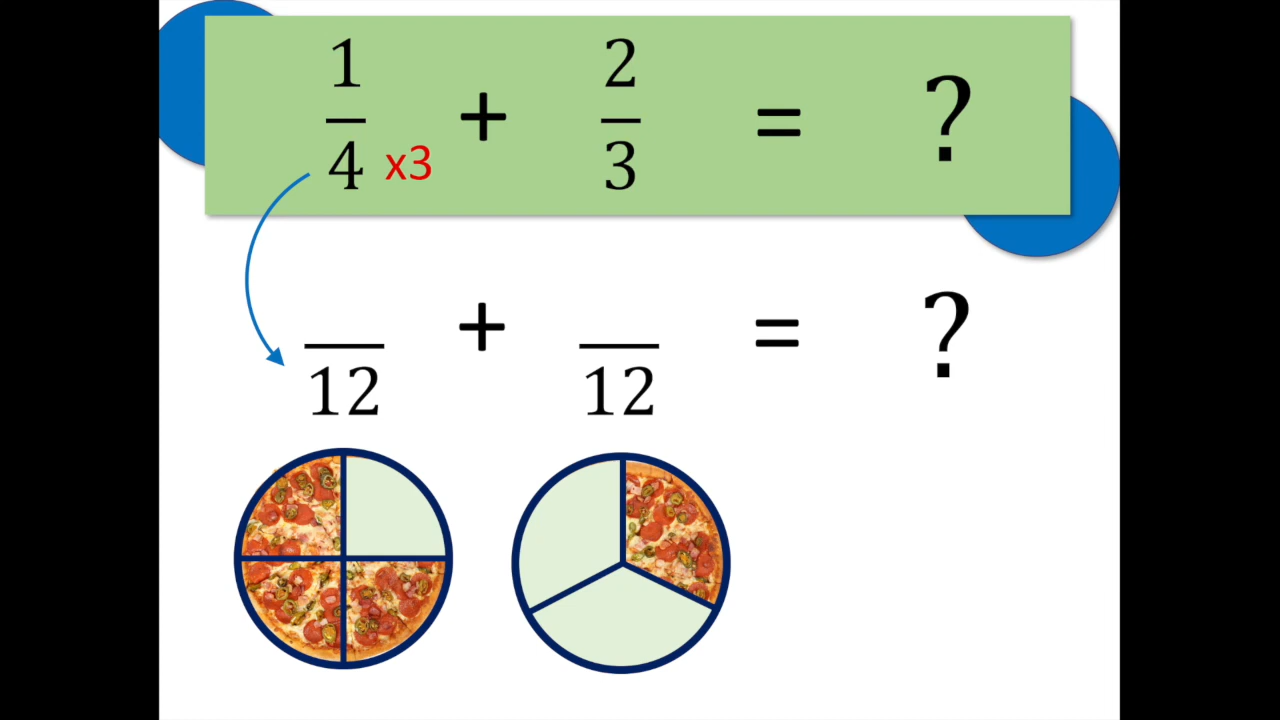 1/4 x3 + 2/3 = ?
/12 + /12 = ?